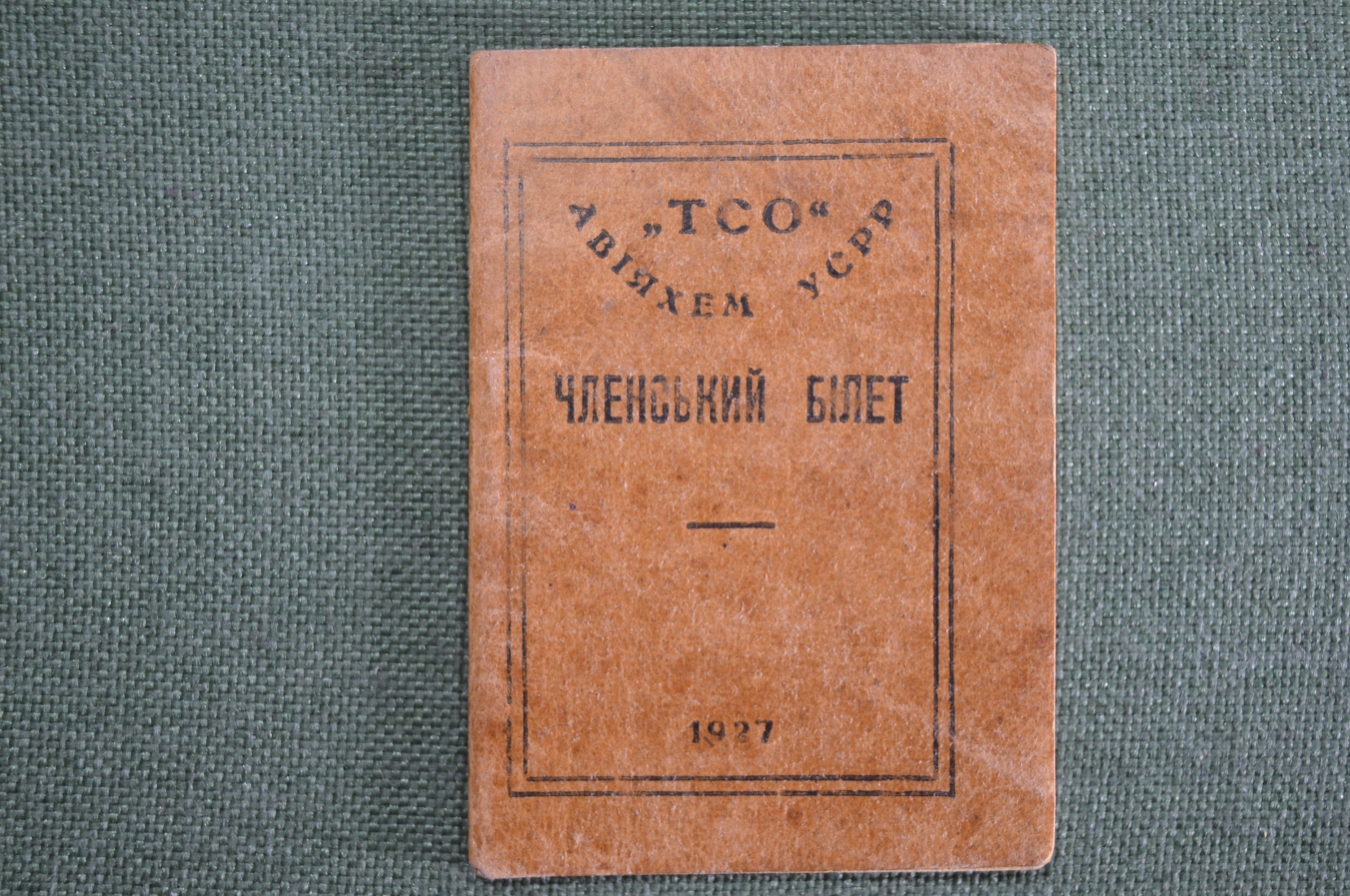 „ТСО“
АВІЯХЕМ УСРР
ЧЛЕНСЬКИЙ БІЛЕТ
1927